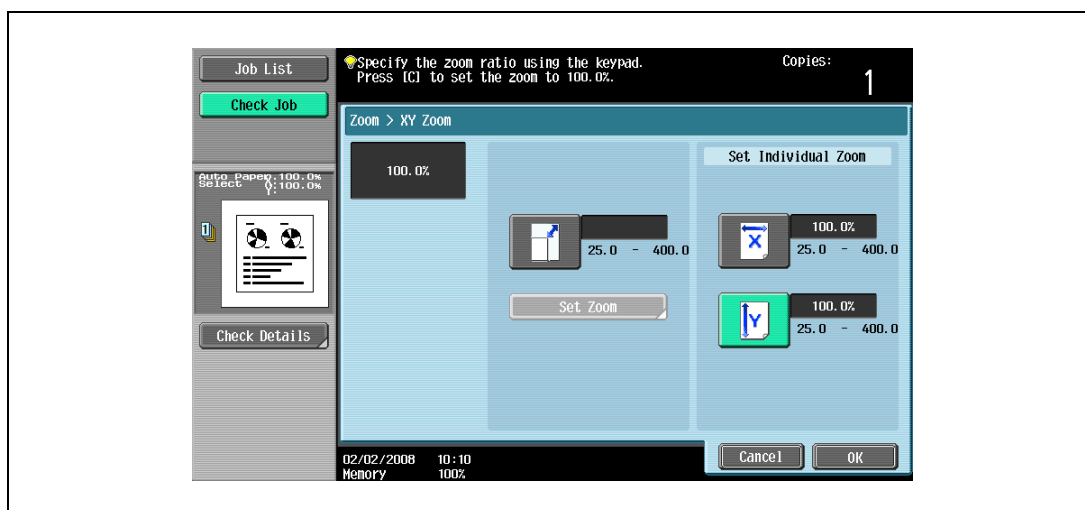 Job List
Check Job
Specify the zoom ratio using the keypad.
Press [C] to set the zoom to 100.0%.
Copies:
1
Zoom > XY Zoom
Auto Paper
Select
:100.0%
:100.0%
1
Check Details
100.0%
25.0 - 400.0
Set Zoom
Set Individual Zoom
X
100.0%
25.0 - 400.0
Y
100.0%
25.0 - 400.0
02/02/2008 10:10
Memory 100%
Cancel
OK